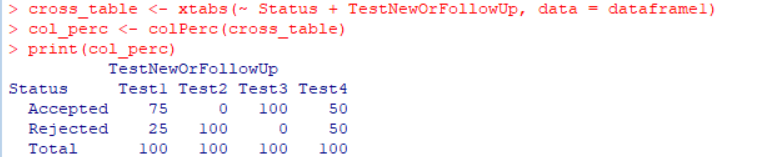 > cross_table <- xtabs(~ Status + TestNewOrFollowUp, data = dataframe1)
> col_perc <- colPerc(cross_table)
> print(col_perc)
TestNewOrFollowUp
Status Test1 Test2 Test3 Test4
Accepted 75 0 100 50
Rejected 25 100 0 50
Total 100 100 100 100